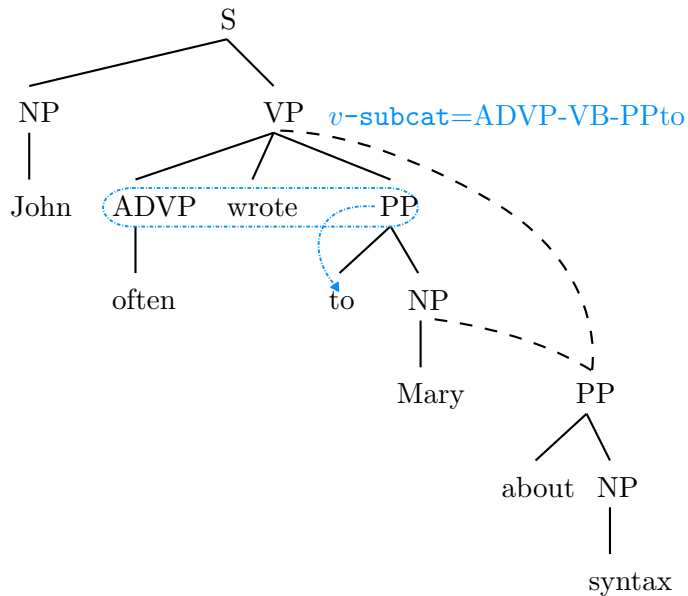 S
NP VP v-subcat=ADVP-VB-PPto
John ADVP wrote PP
often to NP
Mary PP
about NP
syntax